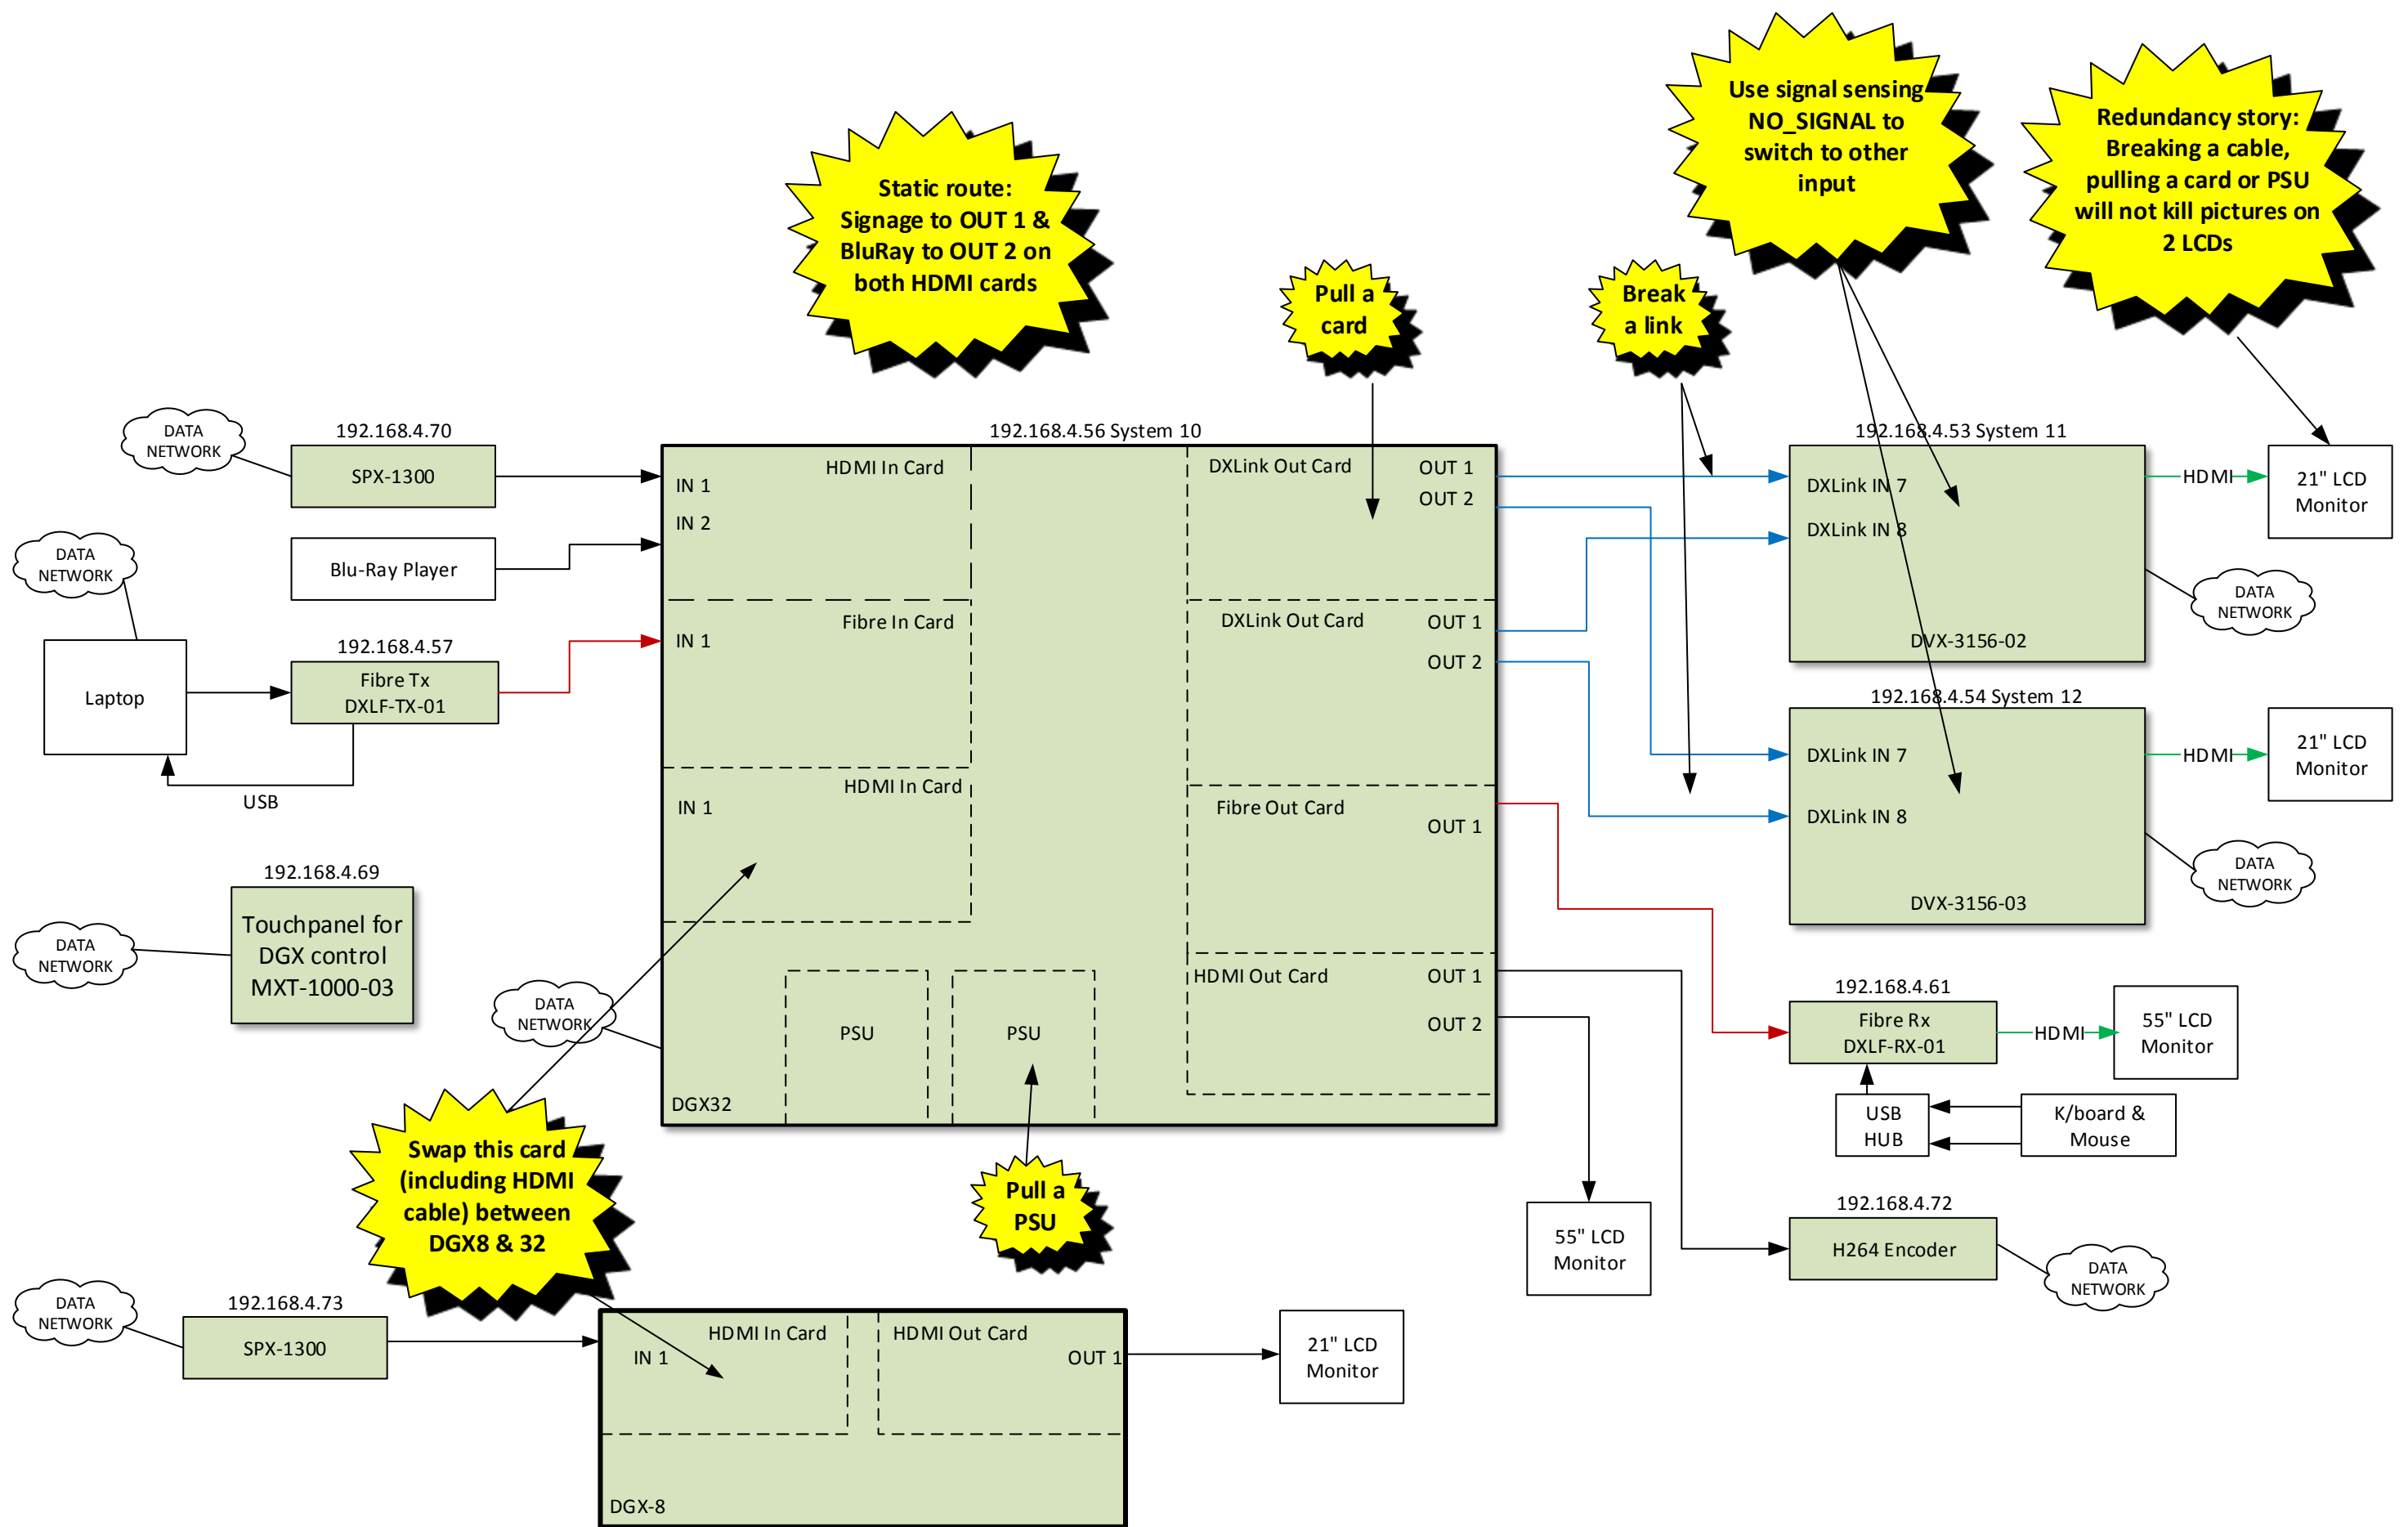 Use signal sensing
NO_SIGNAL to
switch to other
input
Redundancy story:
Breaking a cable,
pulling a card or PSU
will not kill pictures on
2 LCDs
Static route:
Signage to OUT 1 &
BluRay to OUT 2 on
both HDMI cards
Pull a
card
Break
a link
DATA
NETWORK
192.168.4.70
SPX-1300
Blu-Ray Player
DATA
NETWORK
Laptop
192.168.4.57
Fibre Tx
DXLF-TX-01
USB
192.168.4.69
Touchpanel for
DGX control
MXT-1000-03
DATA
NETWORK
192.168.4.56 System 10
HDMI In Card
IN 1
IN 2
Fibre In Card
IN 1
HDMI In Card
IN 1
DXLink Out Card
OUT 1
OUT 2
DXLink Out Card
OUT 1
OUT 2
Fibre Out Card
OUT 1
HDMI Out Card
OUT 1
OUT 2
PSU
PSU
DGX32
DATA
NETWORK
192.168.4.53 System 11
DXLink IN 7
DXLink IN 8
DVX-3156-02
HDMI
21" LCD
Monitor
DATA
NETWORK
192.168.4.54 System 12
DXLink IN 7
DXLink IN 8
DVX-3156-03
HDMI
21" LCD
Monitor
DATA
NETWORK
192.168.4.61
Fibre Rx
DXLF-RX-01
HDMI
55" LCD
Monitor
USB
HUB
K/board &
Mouse
192.168.4.72
H264 Encoder
DATA
NETWORK
55" LCD
Monitor
Swap this card
(including HDMI
cable) between
DGX8 & 32
Pull a
PSU
DATA
NETWORK
192.168.4.73
SPX-1300
HDMI In Card
IN 1
HDMI Out Card
OUT 1
DGX-8
21" LCD
Monitor